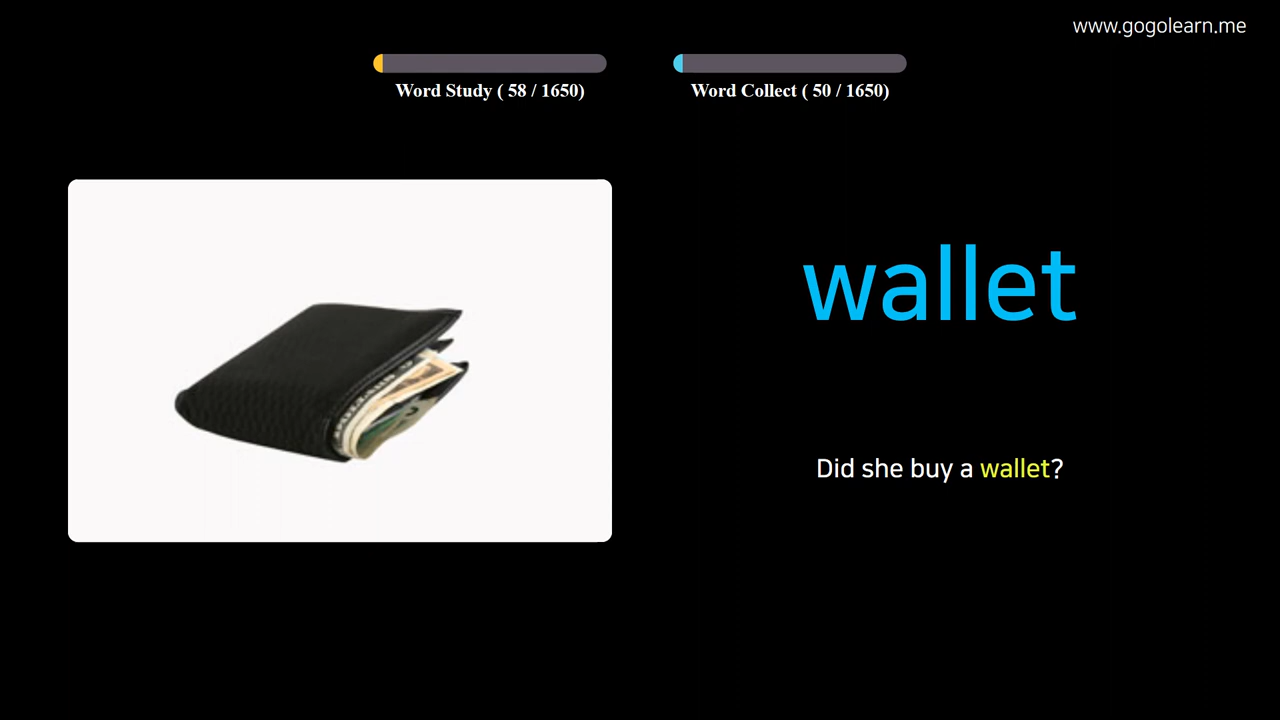 www.gogolearn.me
Word Study ( 58 / 1650)
Word Collect ( 50 / 1650)
wallet
Did she buy a wallet?